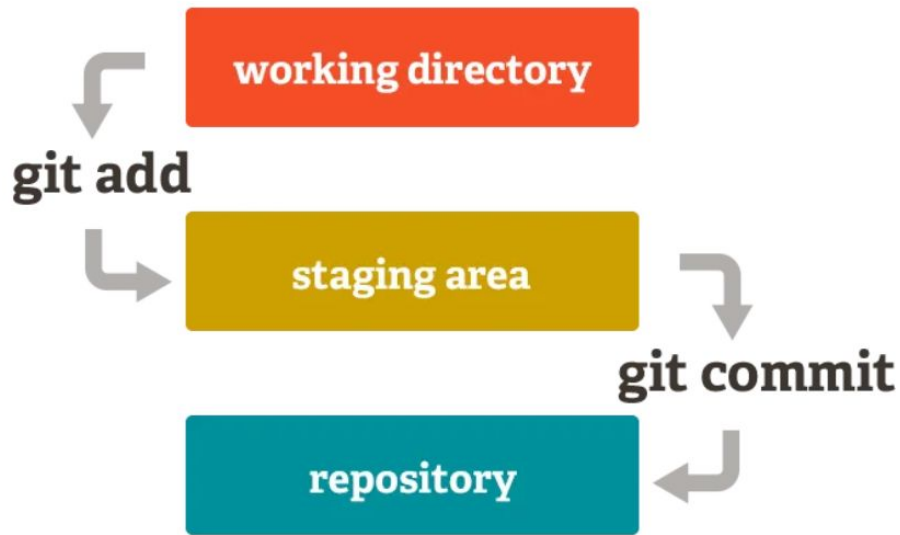 working directory
git add
staging area
git commit
repository